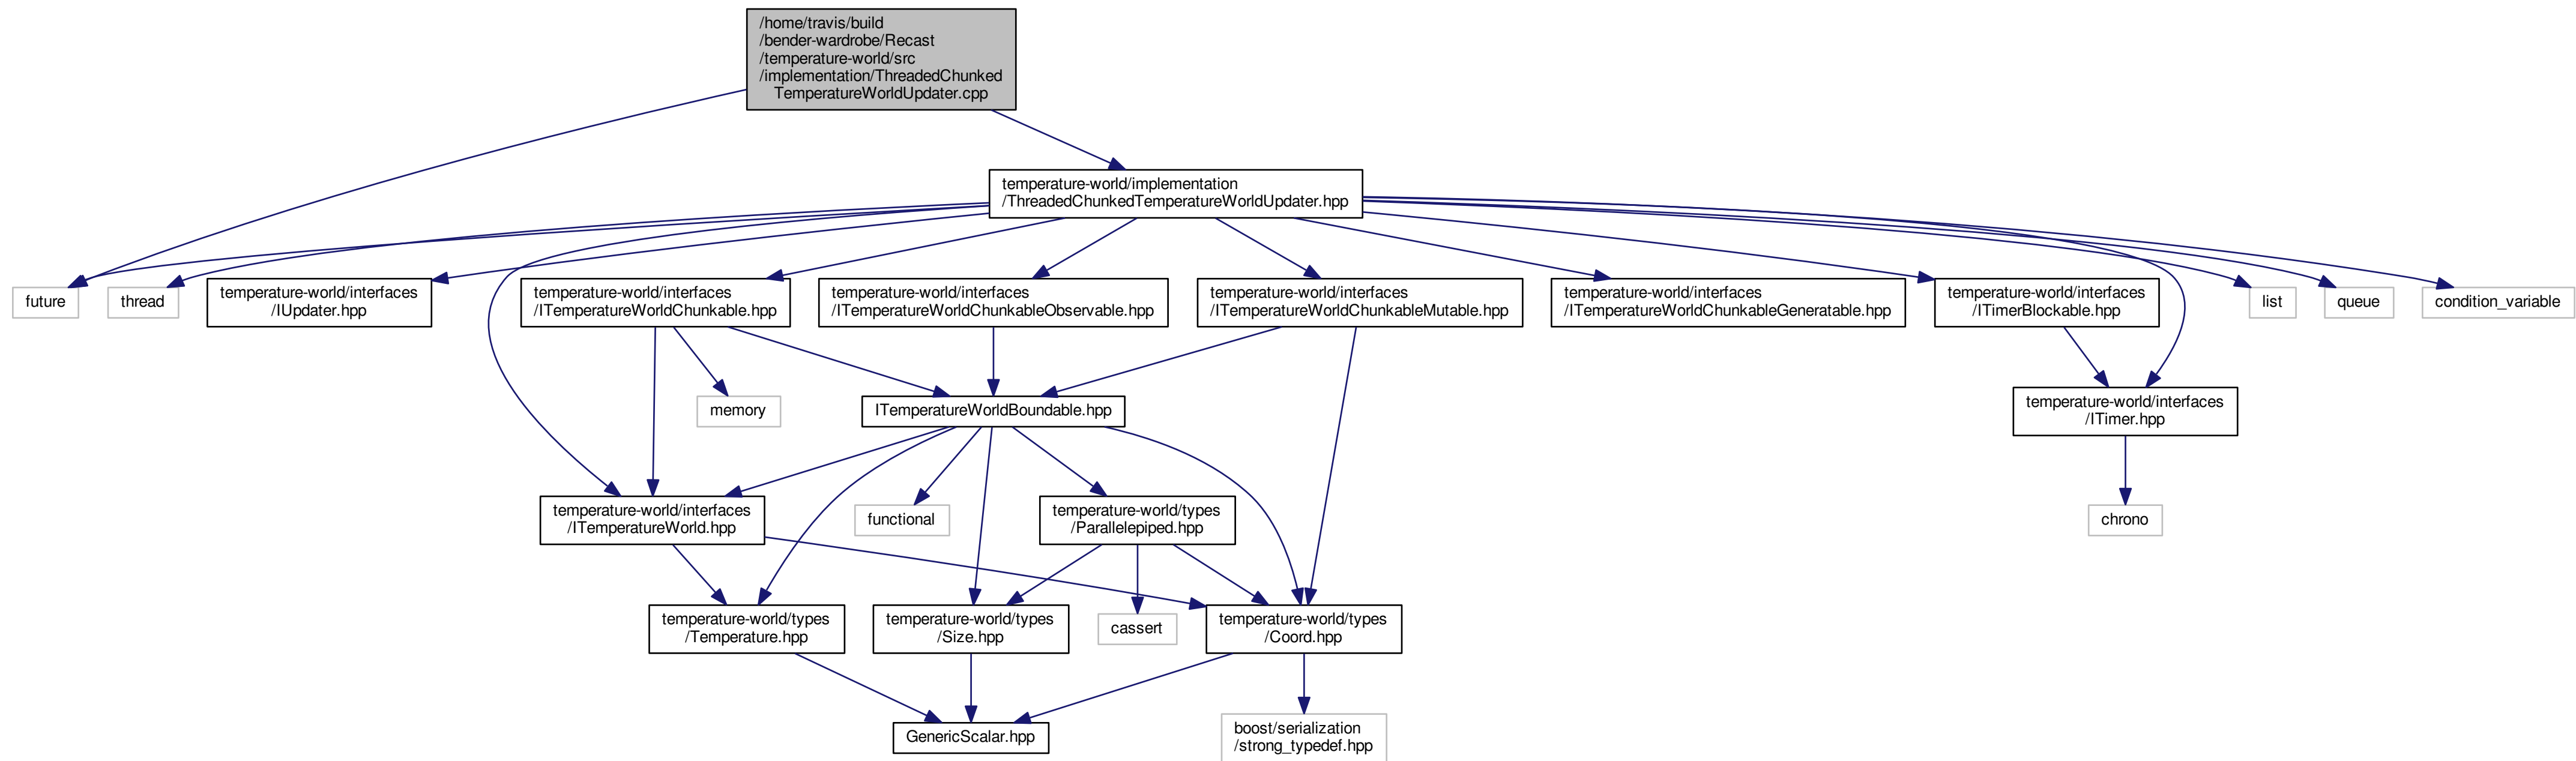 /home/travis/build
/bender-wardrobe/Recast
/temperature-world/src
/implementation/ThreadedChunked
TemperatureWorldUpdater.cpp
temperature-world/implementation
/ThreadedChunkedTemperatureWorldUpdater.hpp
future
thread
temperature-world/interfaces
/IUpdater.hpp
temperature-world/interfaces
/ITemperatureWorldChunkable.hpp
temperature-world/interfaces
/ITemperatureWorldChunkableObservable.hpp
temperature-world/interfaces
/ITemperatureWorldChunkableMutable.hpp
temperature-world/interfaces
/ITemperatureWorldChunkableGeneratable.hpp
temperature-world/interfaces
/ITimerBlockable.hpp
list
queue
condition_variable
memory
ITemperatureWorldBoundable.hpp
temperature-world/interfaces
/ITimer.hpp
temperature-world/interfaces
/ITemperatureWorld.hpp
functional
temperature-world/types
/Parallelepiped.hpp
chrono
temperature-world/types
/Temperature.hpp
temperature-world/types
/Size.hpp
cassert
temperature-world/types
/Coord.hpp
GenericScalar.hpp
boost/serialization
/strong_typedef.hpp